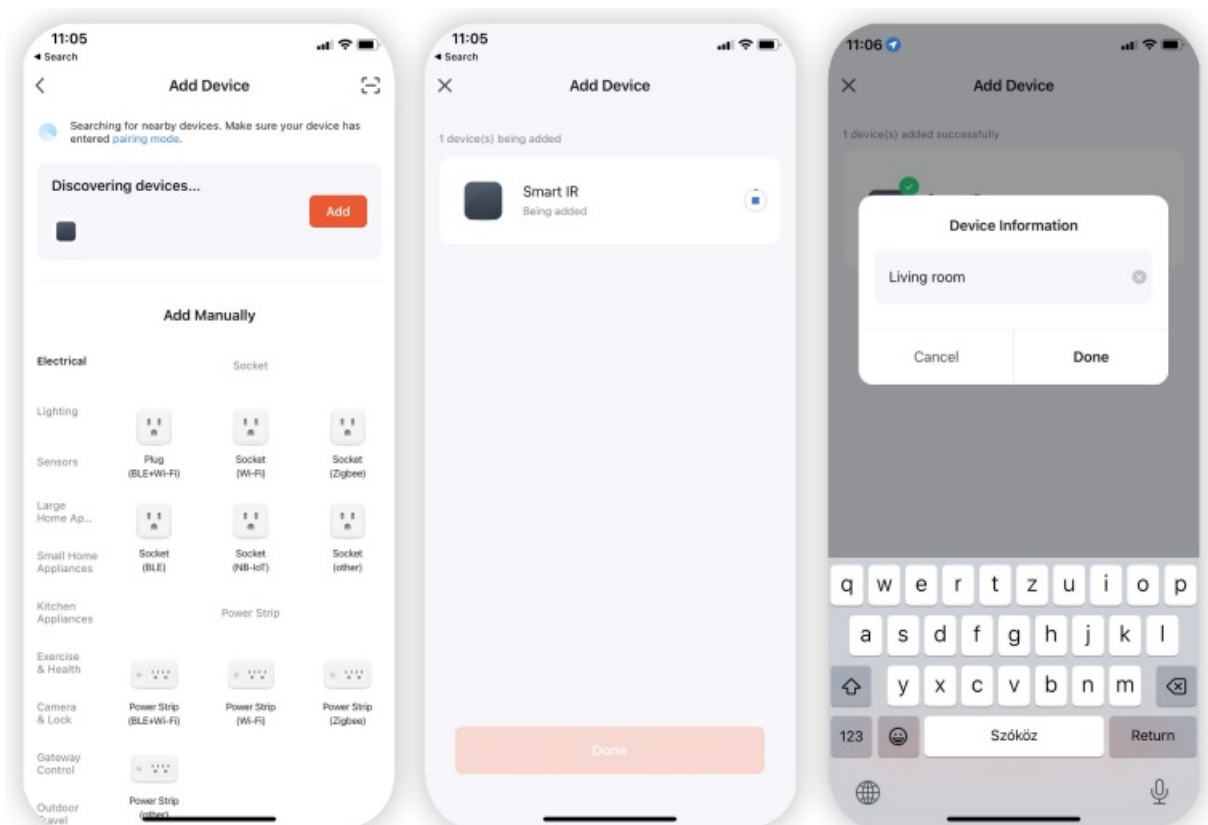 11:05
◄ Search
Add Device
Searching for nearby devices. Make sure your device has
entered pairing mode.
Discovering devices...
Add
Add Manually
Electrical
Socket
Lighting
Plug
(BLE+Wi-Fi)
Socket
(Wi-Fi)
Socket
(Zigbee)
Sensors
Large
Home Ap...
Socket
(BLE)
Socket
(NB-IoT)
Socket
(other)
Small Home
Appliances
Kitchen
Appliances
Power Strip
Exercise
& Health
Power Strip
(BLE+Wi-Fi)
Power Strip
(Wi-Fi)
Power Strip
(Zigbee)
Camera
& Lock
Gateway
Control
Power Strip
(other)
Outdoor
Travel
11:05
◄ Search
Add Device
1 device(s) being added
Smart IR
Being added
Done
11:06
Add Device
1 device(s) added successfully
Device Information
Living room
Cancel
Done
q w e r t z u i o p
a s d f g h j k l
y x c v b n m
123
Szóköz
Return